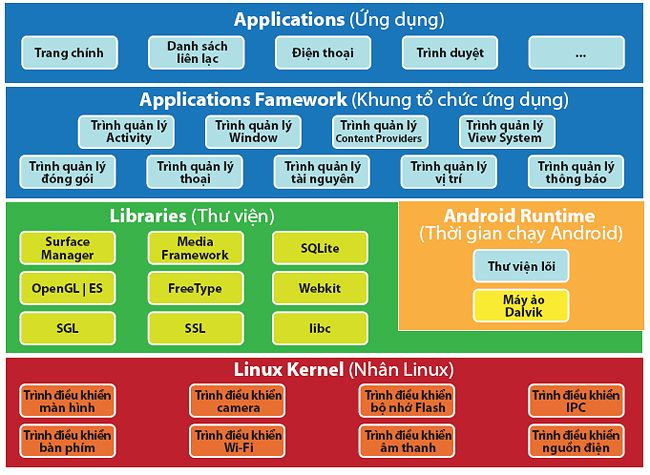 Applications (Ứng dụng)
Trang chính
Danh sách
liên lạc
Điện thoại
Trình duyệt
...
Applications Famework (Khung tổ chức ứng dụng)
Trình quản lý
Activity
Trình quản lý
Window
Trình quản lý
Content Providers
Trình quản lý
View System
Trình quản lý
đóng gói
Trình quản lý
thoại
Trình quản lý
tài nguyên
Trình quản lý
vị trí
Trình quản lý
thông báo
Libraries (Thư viện)
Surface
Manager
Media
Framework
SQLite
OpenGL | ES
FreeType
Webkit
SGL
SSL
libc
Android Runtime
(Thời gian chạy Android)
Thư viện lõi
Máy ảo
Dalvik
Linux Kernel (Nhân Linux)
Trình điều khiển
màn hình
Trình điều khiển
camera
Trình điều khiển
bộ nhớ Flash
Trình điều khiển
IPC
Trình điều khiển
bàn phím
Trình điều khiển
Wi-Fi
Trình điều khiển
âm thanh
Trình điều khiển
nguồn điện